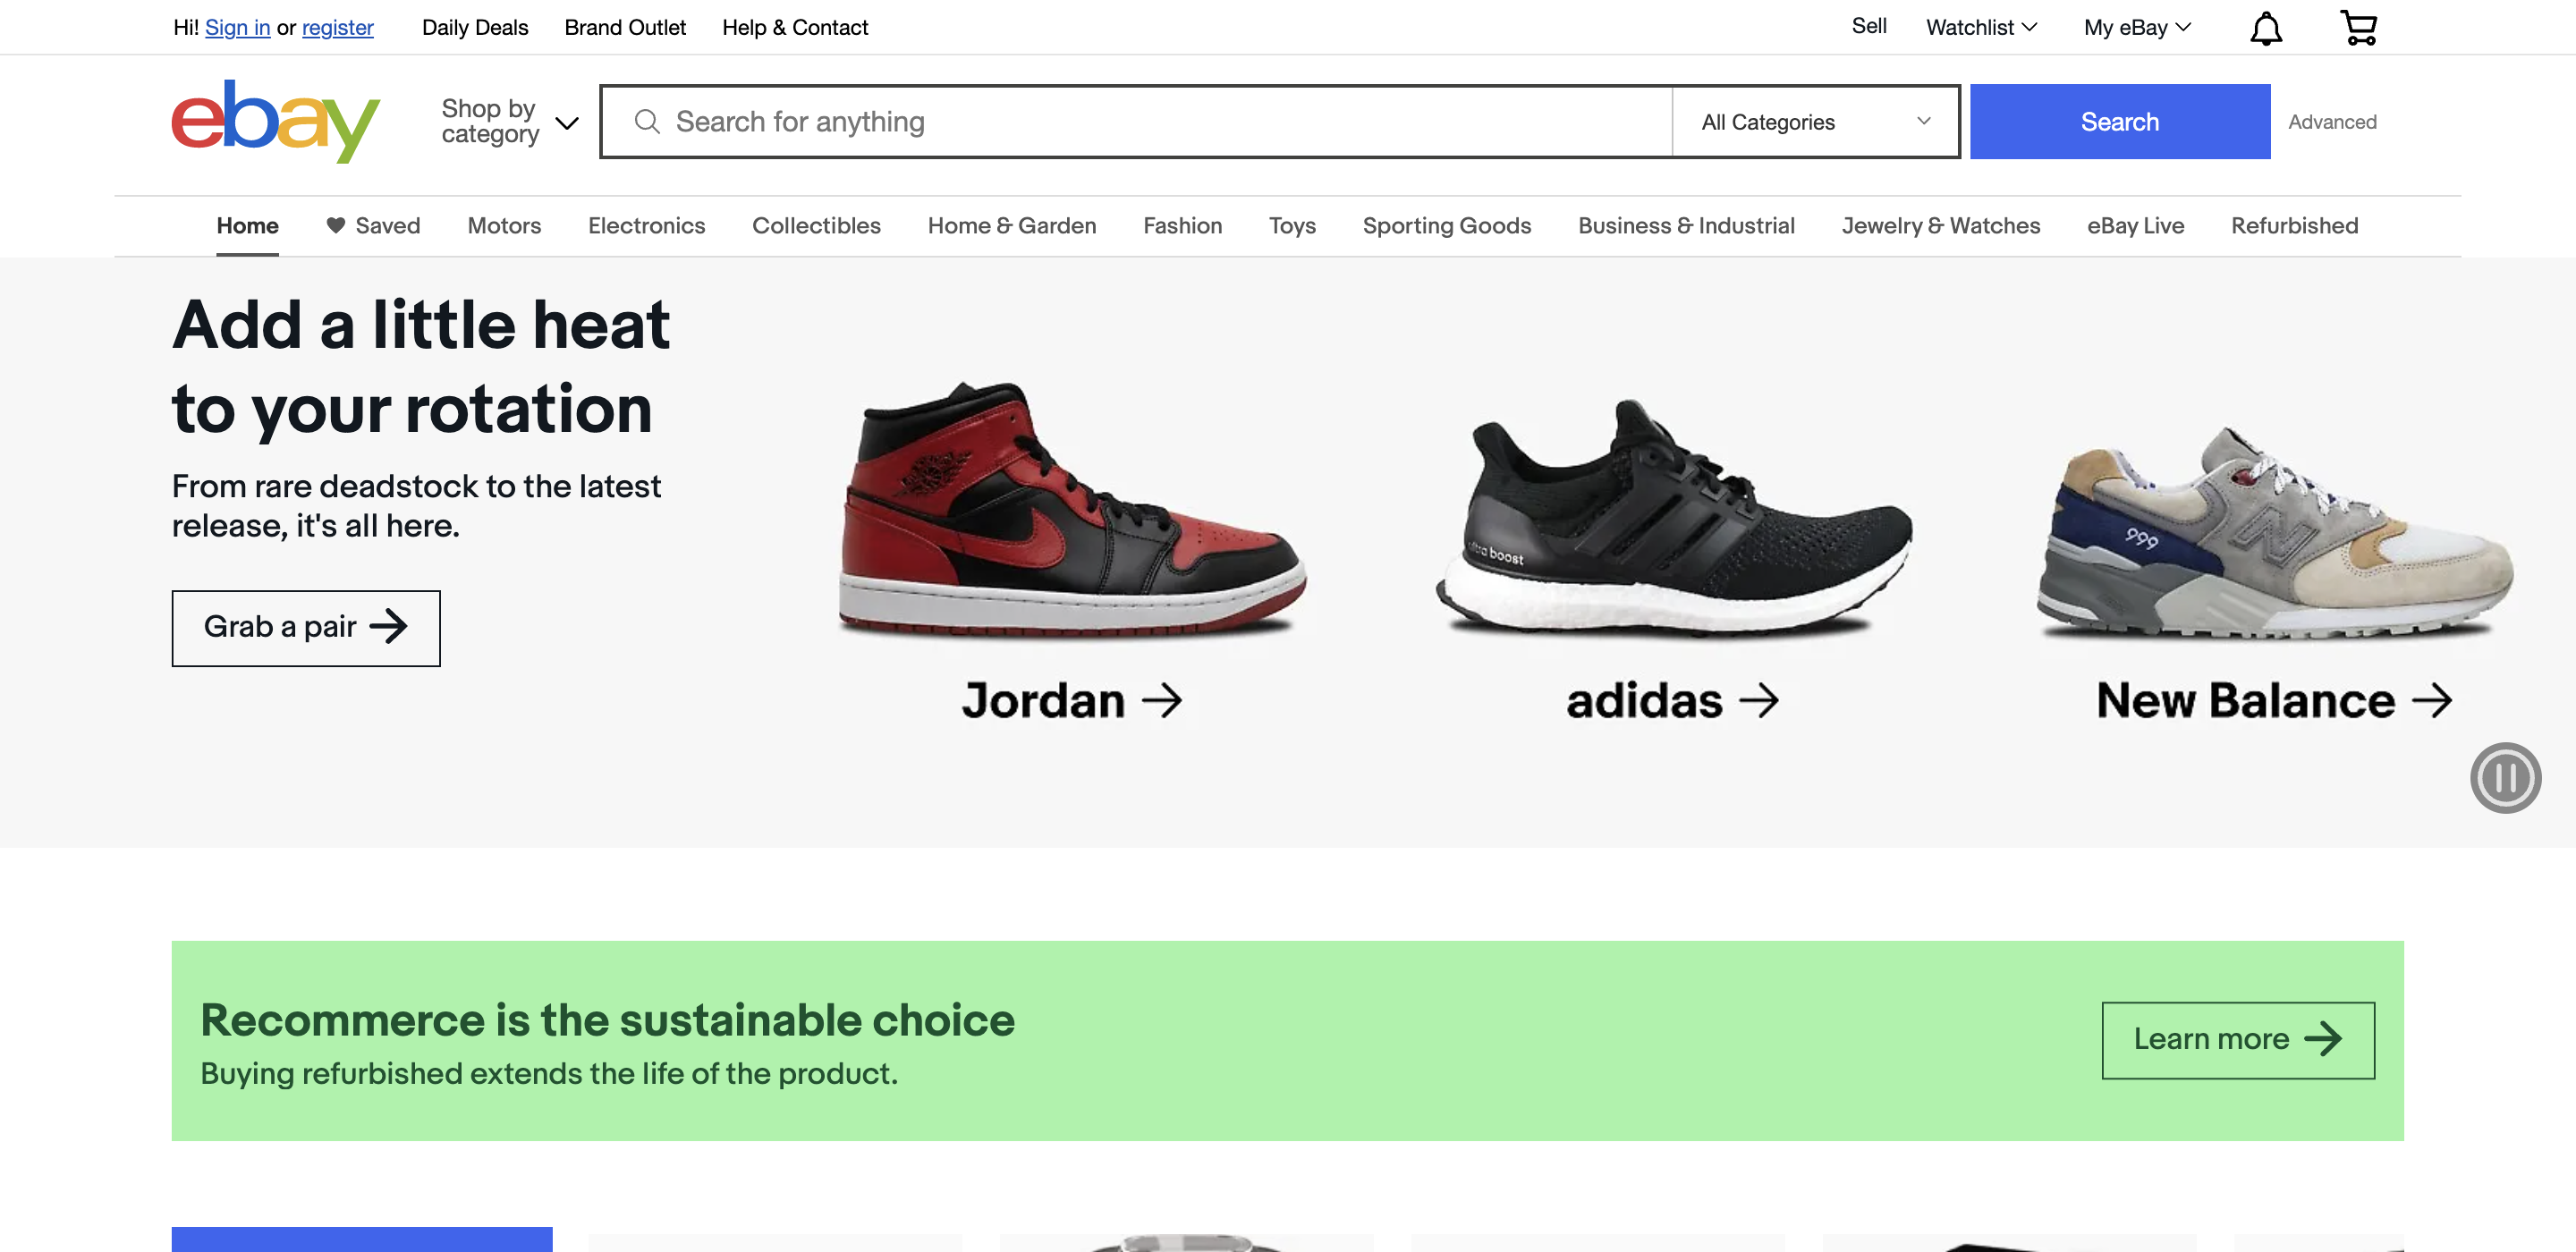 Hi! Sign in or register
Daily Deals
Brand Outlet
Help & Contact
Sell
Watchlist
My eBay
ebay
Shop by
category
Search for anything
All Categories
Search
Advanced
Home
Saved
Motors
Electronics
Collectibles
Home & Garden
Fashion
Toys
Sporting Goods
Business & Industrial
Jewelry & Watches
eBay Live
Refurbished
Add a little heat
to your rotation
From rare deadstock to the latest
release, it's all here.
Grab a pair
ultra boost
999
N
Jordan
adidas
New Balance
Recommerce is the sustainable choice
Buying refurbished extends the life of the product.
Learn more